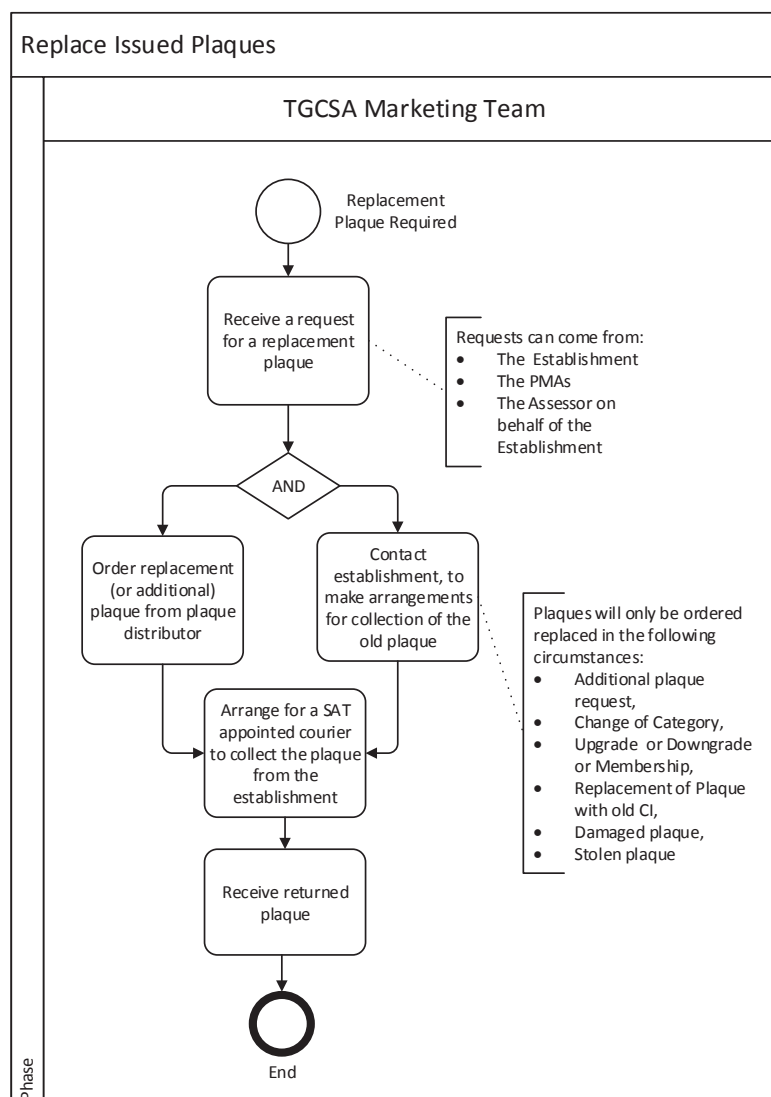 Replace Issued Plaques
TGCSA Marketing Team
Replacement
Plaque Required
Receive a request
for a replacement
plaque
Requests can come from:
• The Establishment
• The PMAs
• The Assessor on
behalf of the
Establishment
AND
Order replacement
(or additional)
plaque from plaque
distributor
Contact
establishment, to
make arrangements
for collection of the
old plaque
Plaques will only be ordered
replaced in the following
circumstances:
• Additional plaque
request,
• Change of Category,
• Upgrade or Downgrade
or Membership,
• Replacement of Plaque
with old CI,
• Damaged plaque,
• Stolen plaque
Arrange for a SAT
appointed courier
to collect the plaque
from the
establishment
Receive returned
plaque
End
Phase